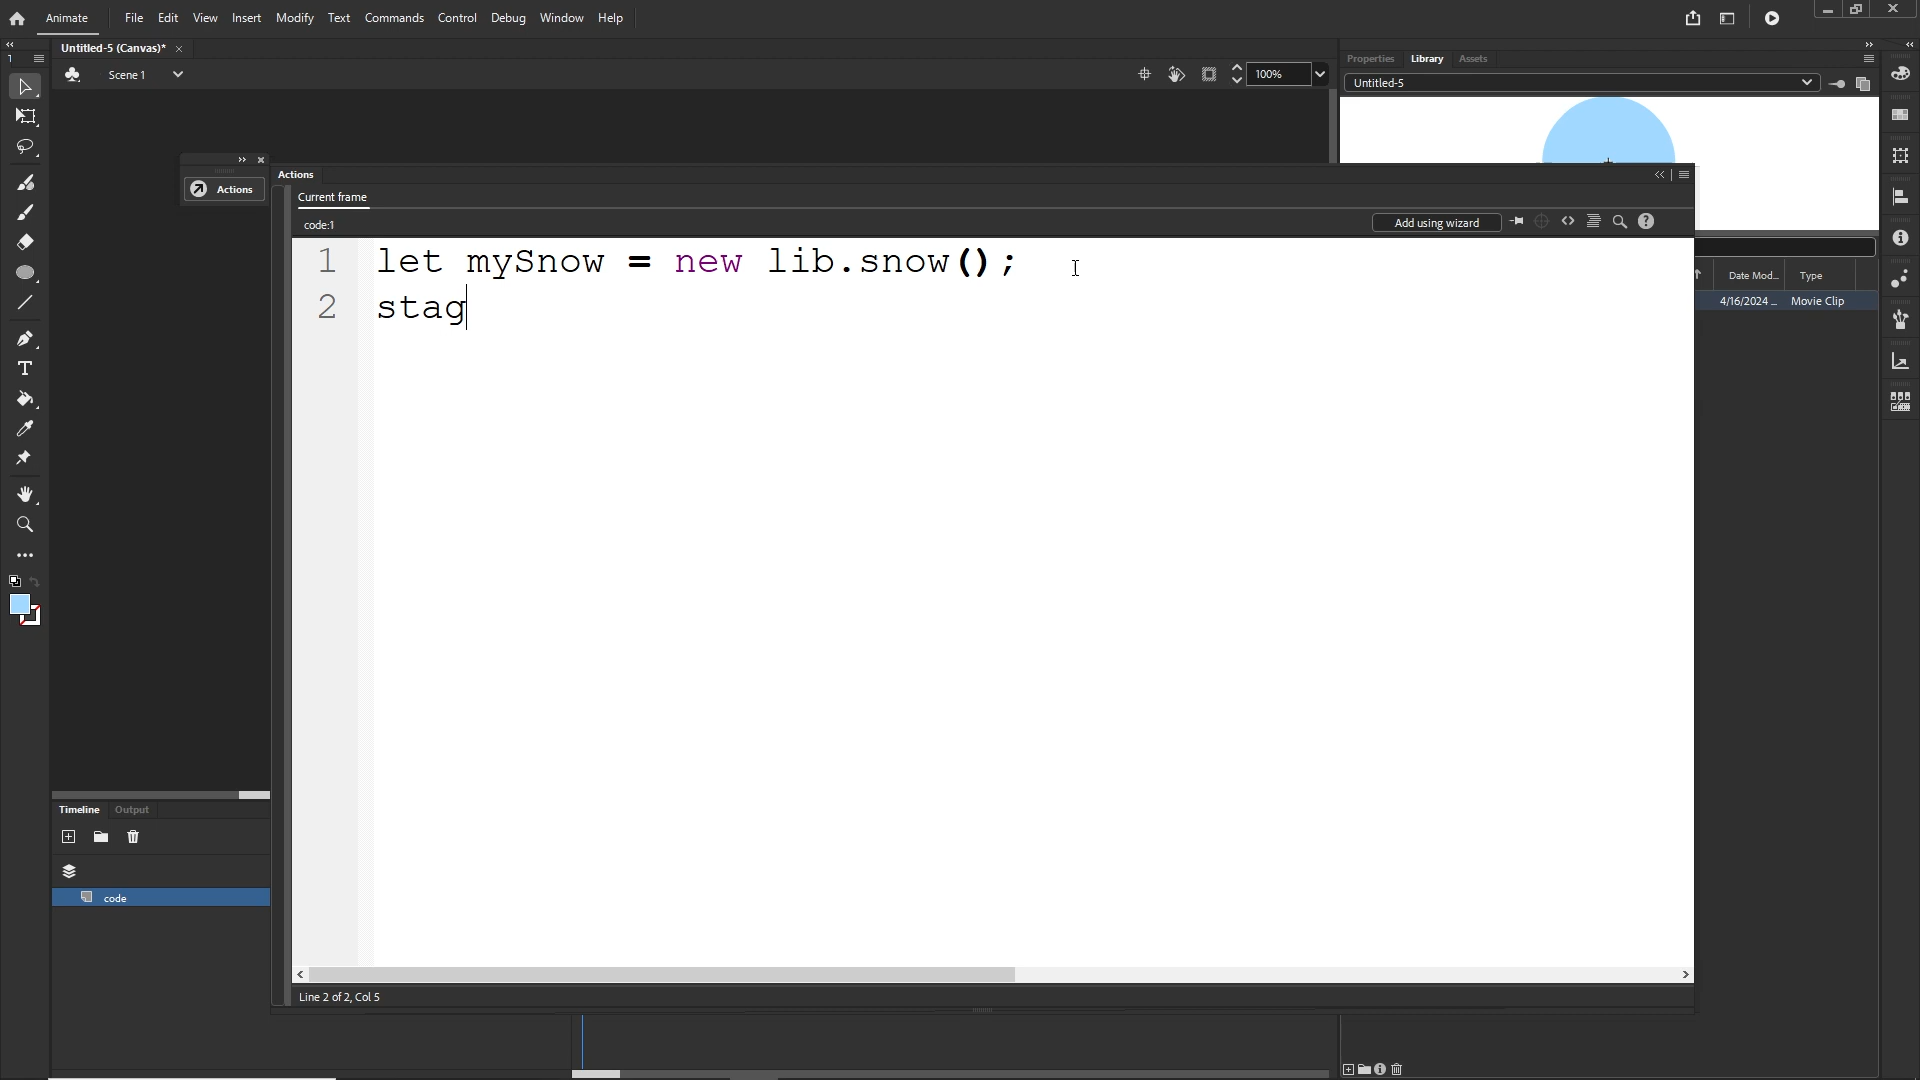 Animate File Edit View Insert Modify Text Commands Control Debug Window Help
Untitled-5 (Canvas)*
Scene 1
100%
Properties Library Assets
Untitled-5
Date Mod... Type
4/16/2024 ... Movie Clip
Actions
Actions
Current frame
code:1
Add using wizard
1 let mySnow = new lib.snow();
2 stag
Line 2 of 2, Col 5
Timeline Output
code